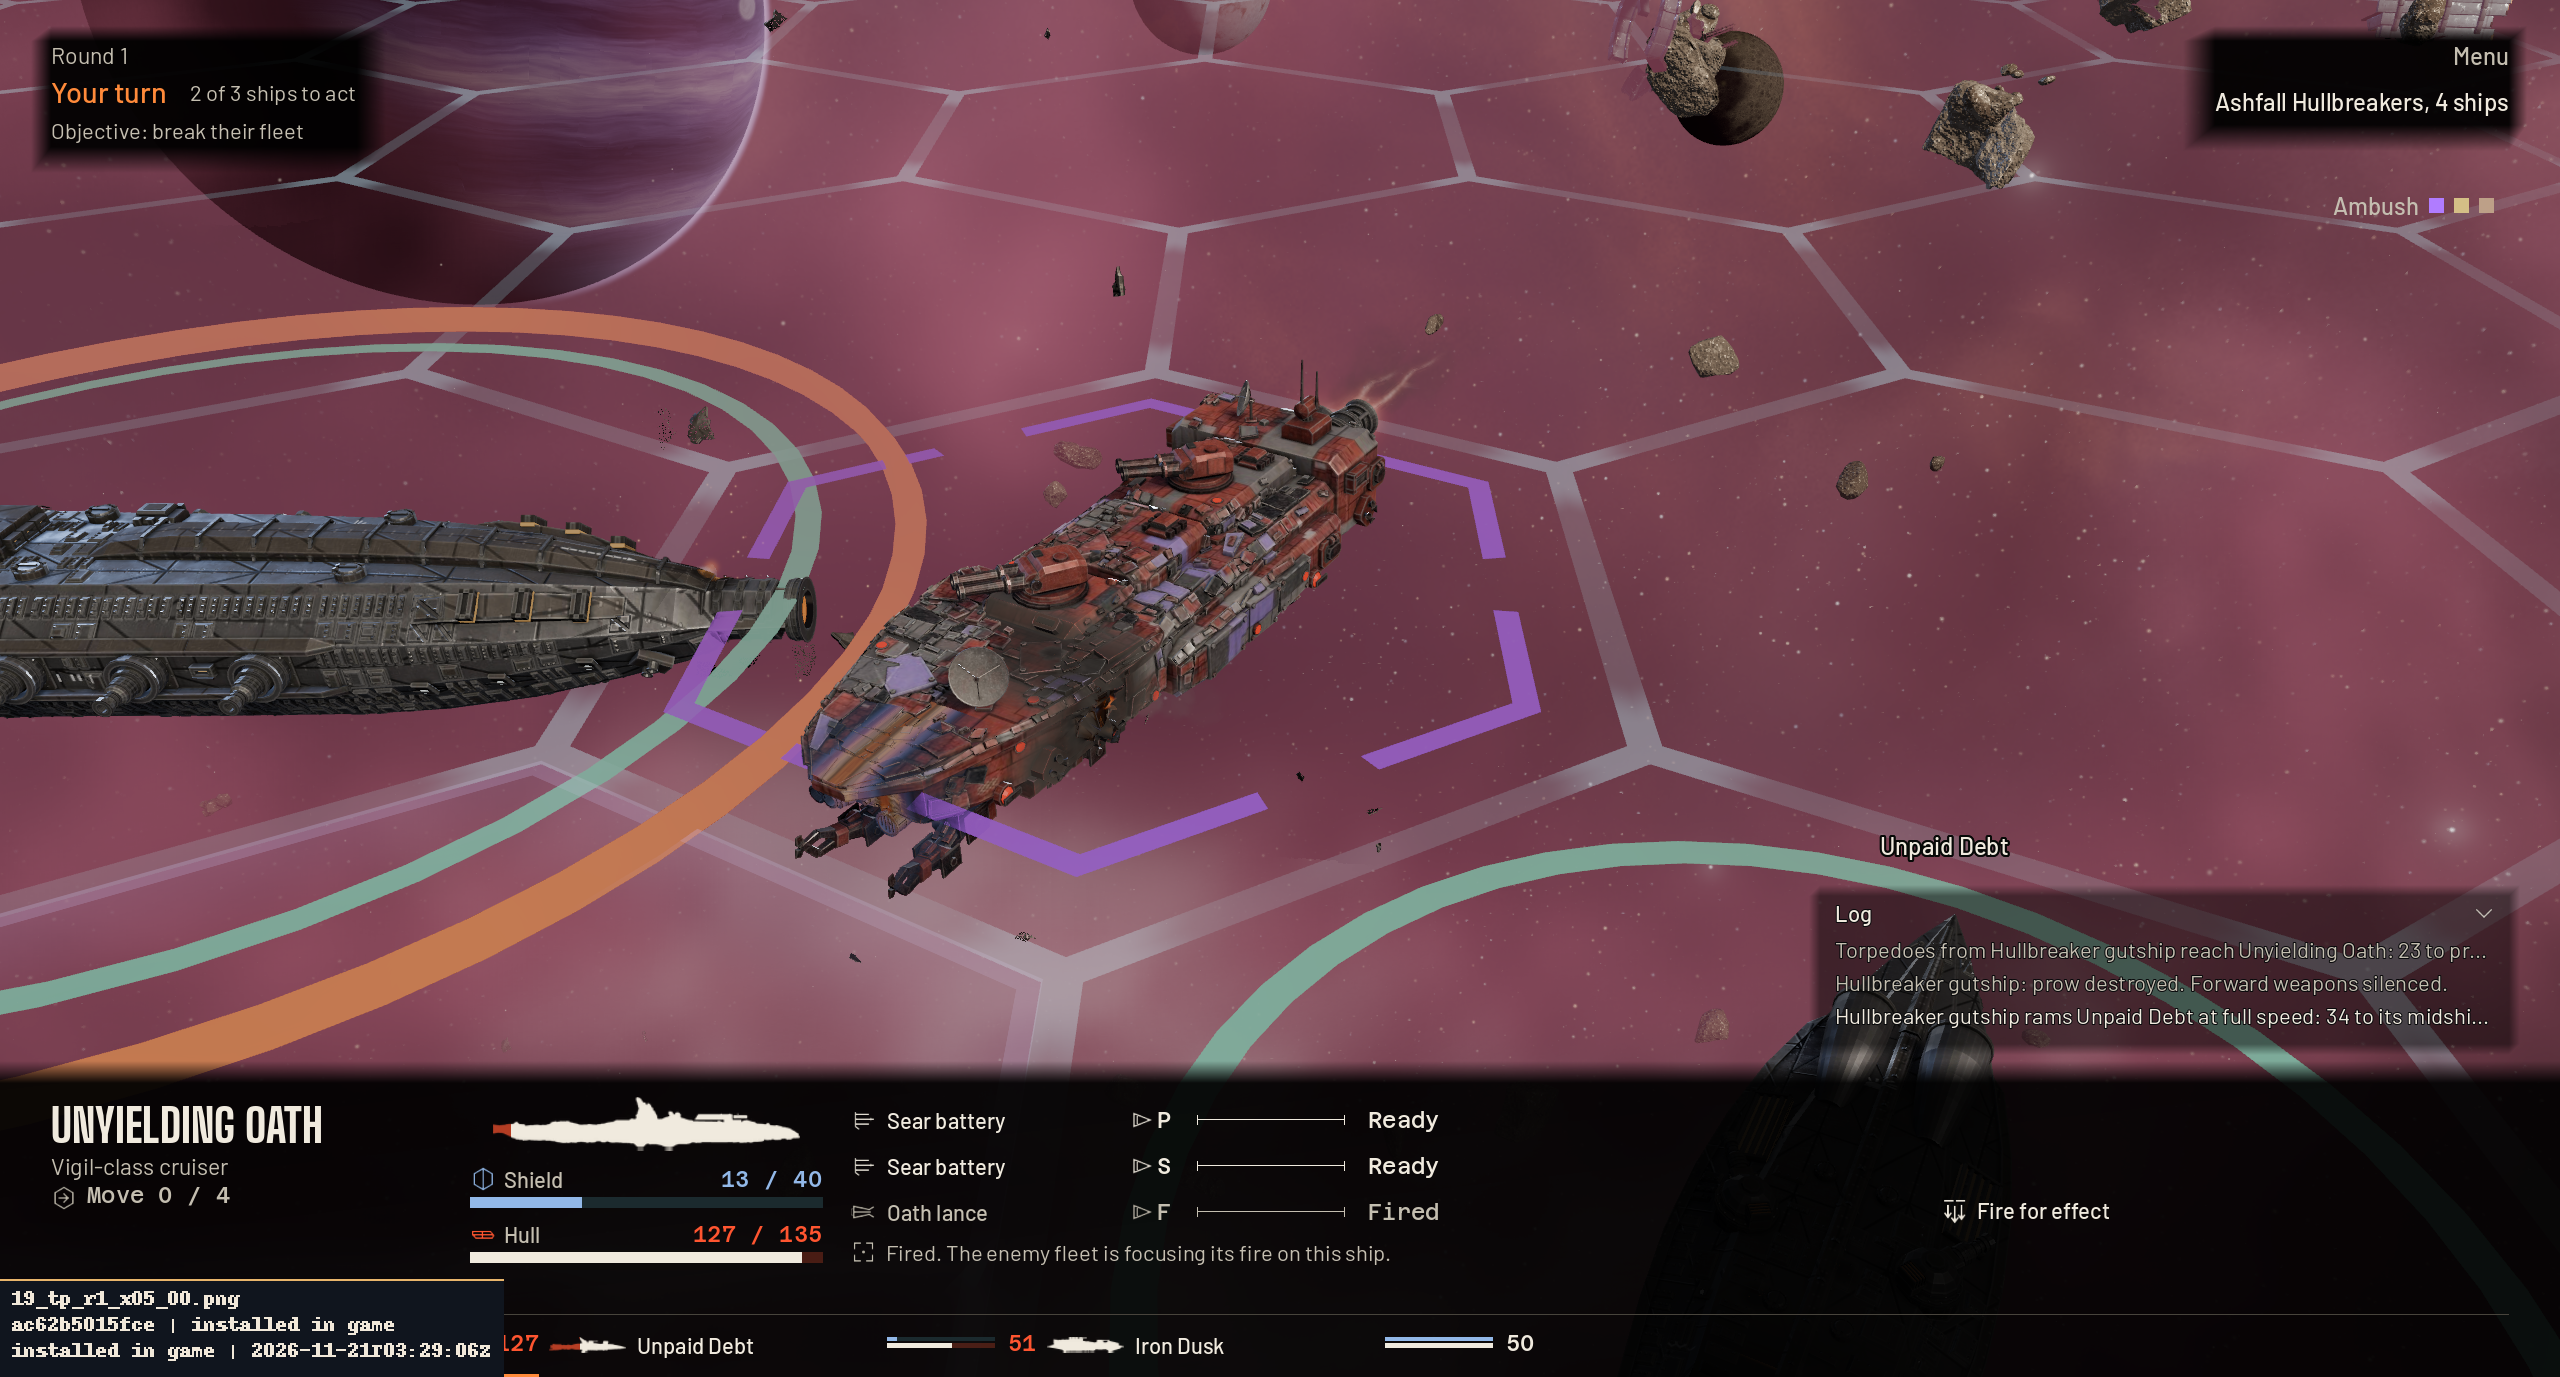 Round 1
Your turn 2 of 3 ships to act
Objective: break their fleet
Menu
Ashfall Hullbreakers, 4 ships
Ambush
Unpaid Debt
Log
Torpedoes from Hullbreaker gutship reach Unyielding Oath: 23 to pr...
Hullbreaker gutship: prow destroyed. Forward weapons silenced.
Hullbreaker gutship rams Unpaid Debt at full speed: 34 to its midshi...
UNYIELDING OATH
Vigil-class cruiser
Move 0 / 4
Shield 13 / 40
Hull 127 / 135
Sear battery P Ready
Sear battery S Ready
Oath lance F Fired
Fired. The enemy fleet is focusing its fire on this ship.
Fire for effect
19_tp_r1_x05_00.png
ac62b5015fce | installed in game
installed in game | 2026-11-21T03:29:06z
127 Unpaid Debt 51 Iron Dusk 50